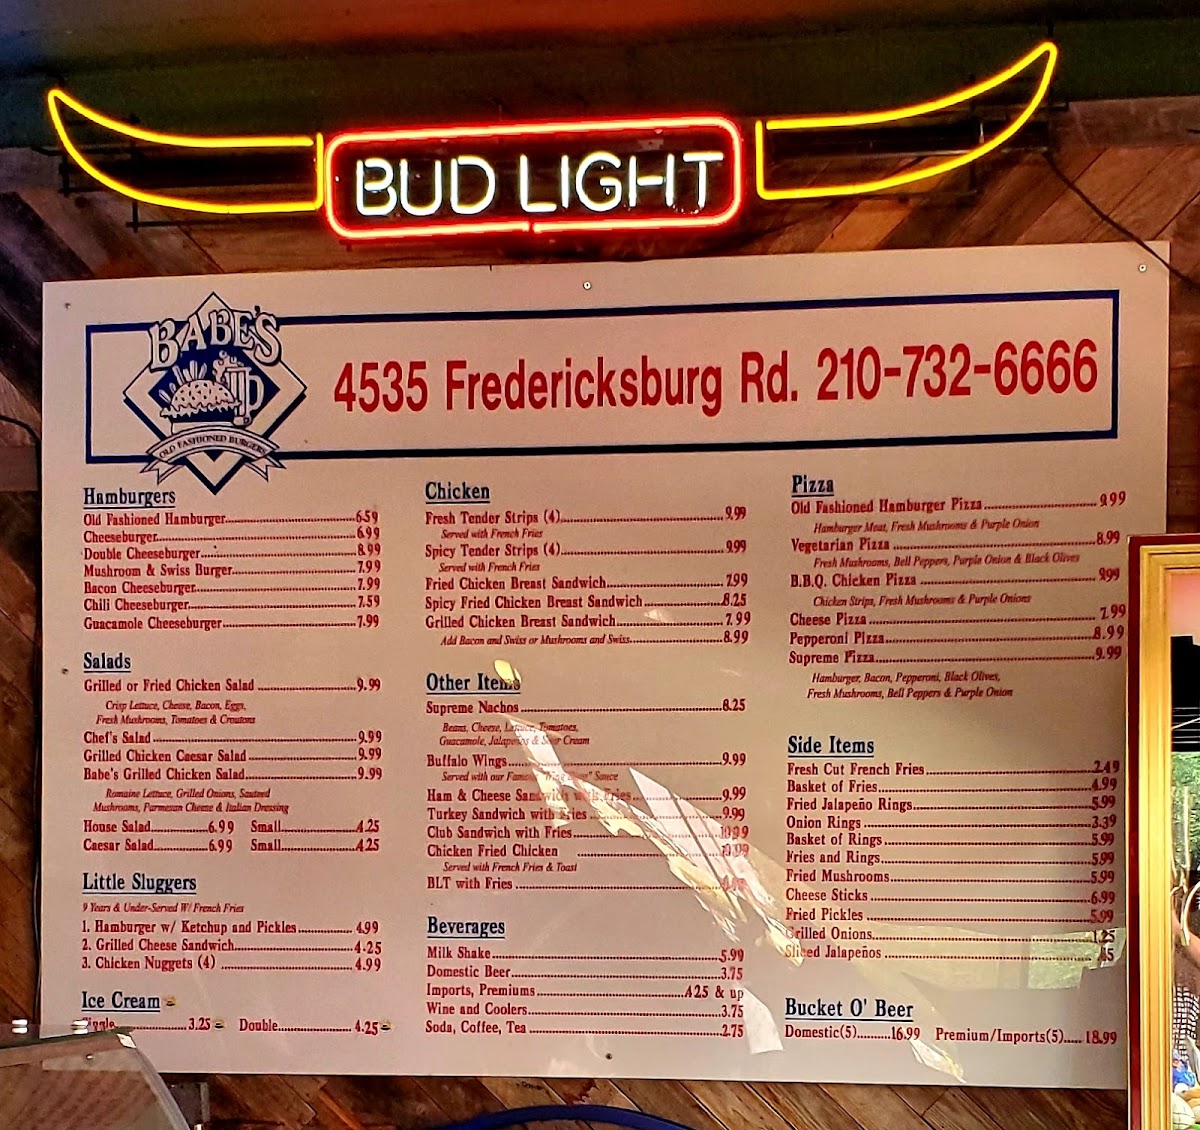 BUD LIGHT
BABE'S
OLD FASHIONED BURGERS
4535 Fredericksburg Rd. 210-732-6666
Hamburgers
Old Fashioned Hamburger 6.59
Cheeseburger 6.99
Double Cheeseburger 8.99
Mushroom & Swiss Burger 7.99
Bacon Cheeseburger 7.99
Chili Cheeseburger 7.59
Guacamole Cheeseburger 7.99
Salads
Grilled or Fried Chicken Salad 9.99
Crisp Lettuce, Cheese, Bacon, Eggs,
Fresh Mushrooms, Tomatoes & Croutons
Chef's Salad 9.99
Grilled Chicken Caesar Salad 9.99
Babe's Grilled Chicken Salad 9.99
Romaine Lettuce, Grilled Onions, Sauteed
Mushrooms, Parmesan Cheese & Italian Dressing
House Salad 6.99 Small 4.25
Caesar Salad 6.99 Small 4.25
Little Sluggers
9 Years & Under-Served W/ French Fries
1. Hamburger w/ Ketchup and Pickles 4.99
2. Grilled Cheese Sandwich 4.25
3. Chicken Nuggets (4) 4.99
Ice Cream
3.25 Double 4.25
Chicken
Fresh Tender Strips (4) 9.99
Served with French Fries
Spicy Tender Strips (4) 9.99
Served with French Fries
Fried Chicken Breast Sandwich 7.99
Spicy Fried Chicken Breast Sandwich 8.25
Grilled Chicken Breast Sandwich 7.99
Add Bacon and Swiss or Mushrooms and Swiss 8.99
Other Items
Supreme Nachos 8.25
Beans, Cheese, Lettuce, Tomatoes,
Guacamole, Jalapeños & Sour Cream
Buffalo Wings 9.99
Served with our Famous Sauce
Ham & Cheese Sandwich with Fries 9.99
Turkey Sandwich with Fries 9.99
Club Sandwich with Fries 10.99
Chicken Fried Chicken 10.99
Served with French Fries & Toast
BLT with Fries
Beverages
Milk Shake 5.99
Domestic Beer 3.75
Imports, Premiums 4.25 & up
Wine and Coolers 3.75
Soda, Coffee, Tea 2.75
Pizza
Old Fashioned Hamburger Pizza 9.99
Hamburger Meat, Fresh Mushrooms & Purple Onion
Vegetarian Pizza 8.99
Fresh Mushrooms, Bell Peppers, Purple Onion & Black Olives
B.B.Q. Chicken Pizza 9.99
Chicken Strips, Fresh Mushrooms & Purple Onions
Cheese Pizza 7.99
Pepperoni Pizza 8.99
Supreme Pizza 9.99
Hamburger, Bacon, Pepperoni, Black Olives,
Fresh Mushrooms, Bell Peppers & Purple Onion
Side Items
Fresh Cut French Fries 2.49
Basket of Fries 4.99
Fried Jalapeño Rings 5.99
Onion Rings 3.39
Basket of Rings 5.99
Fries and Rings 5.99
Fried Mushrooms 5.99
Cheese Sticks 6.99
Fried Pickles 5.99
Grilled Onions 1.25
Sliced Jalapeños
Bucket O' Beer
Domestic(5) 16.99 Premium/Imports(5) 18.99